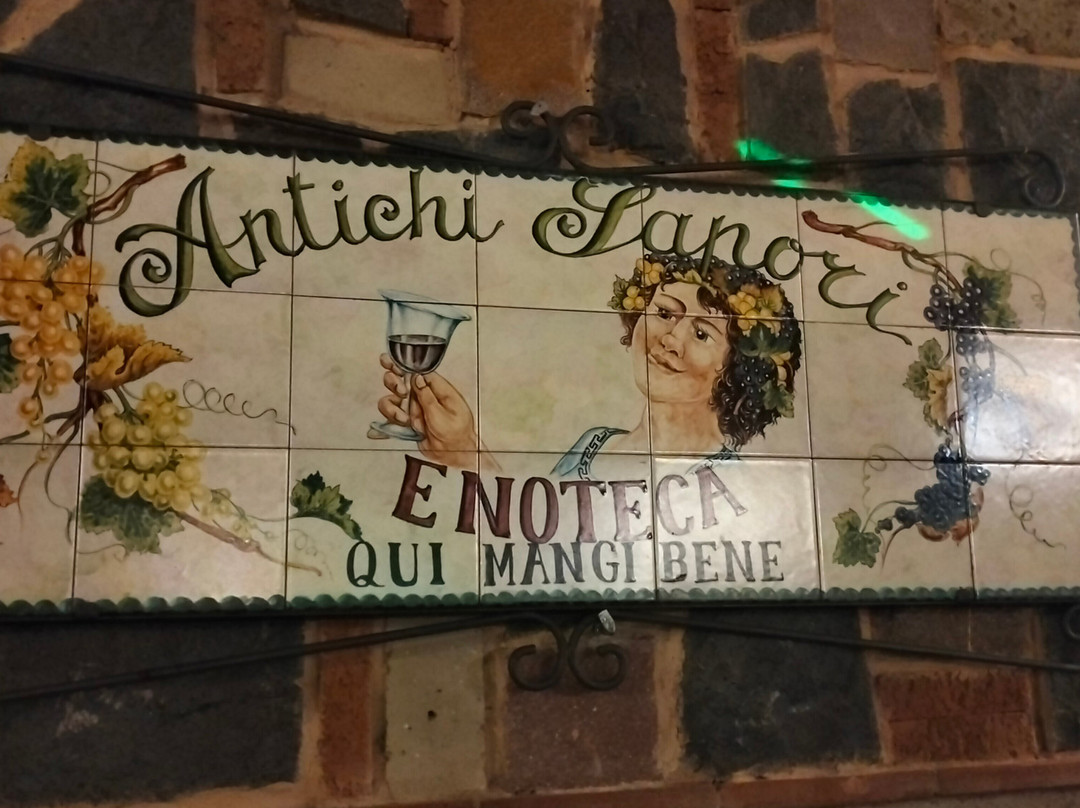 Antichi Sapori
ENOTECA
QUI MANGI BENE